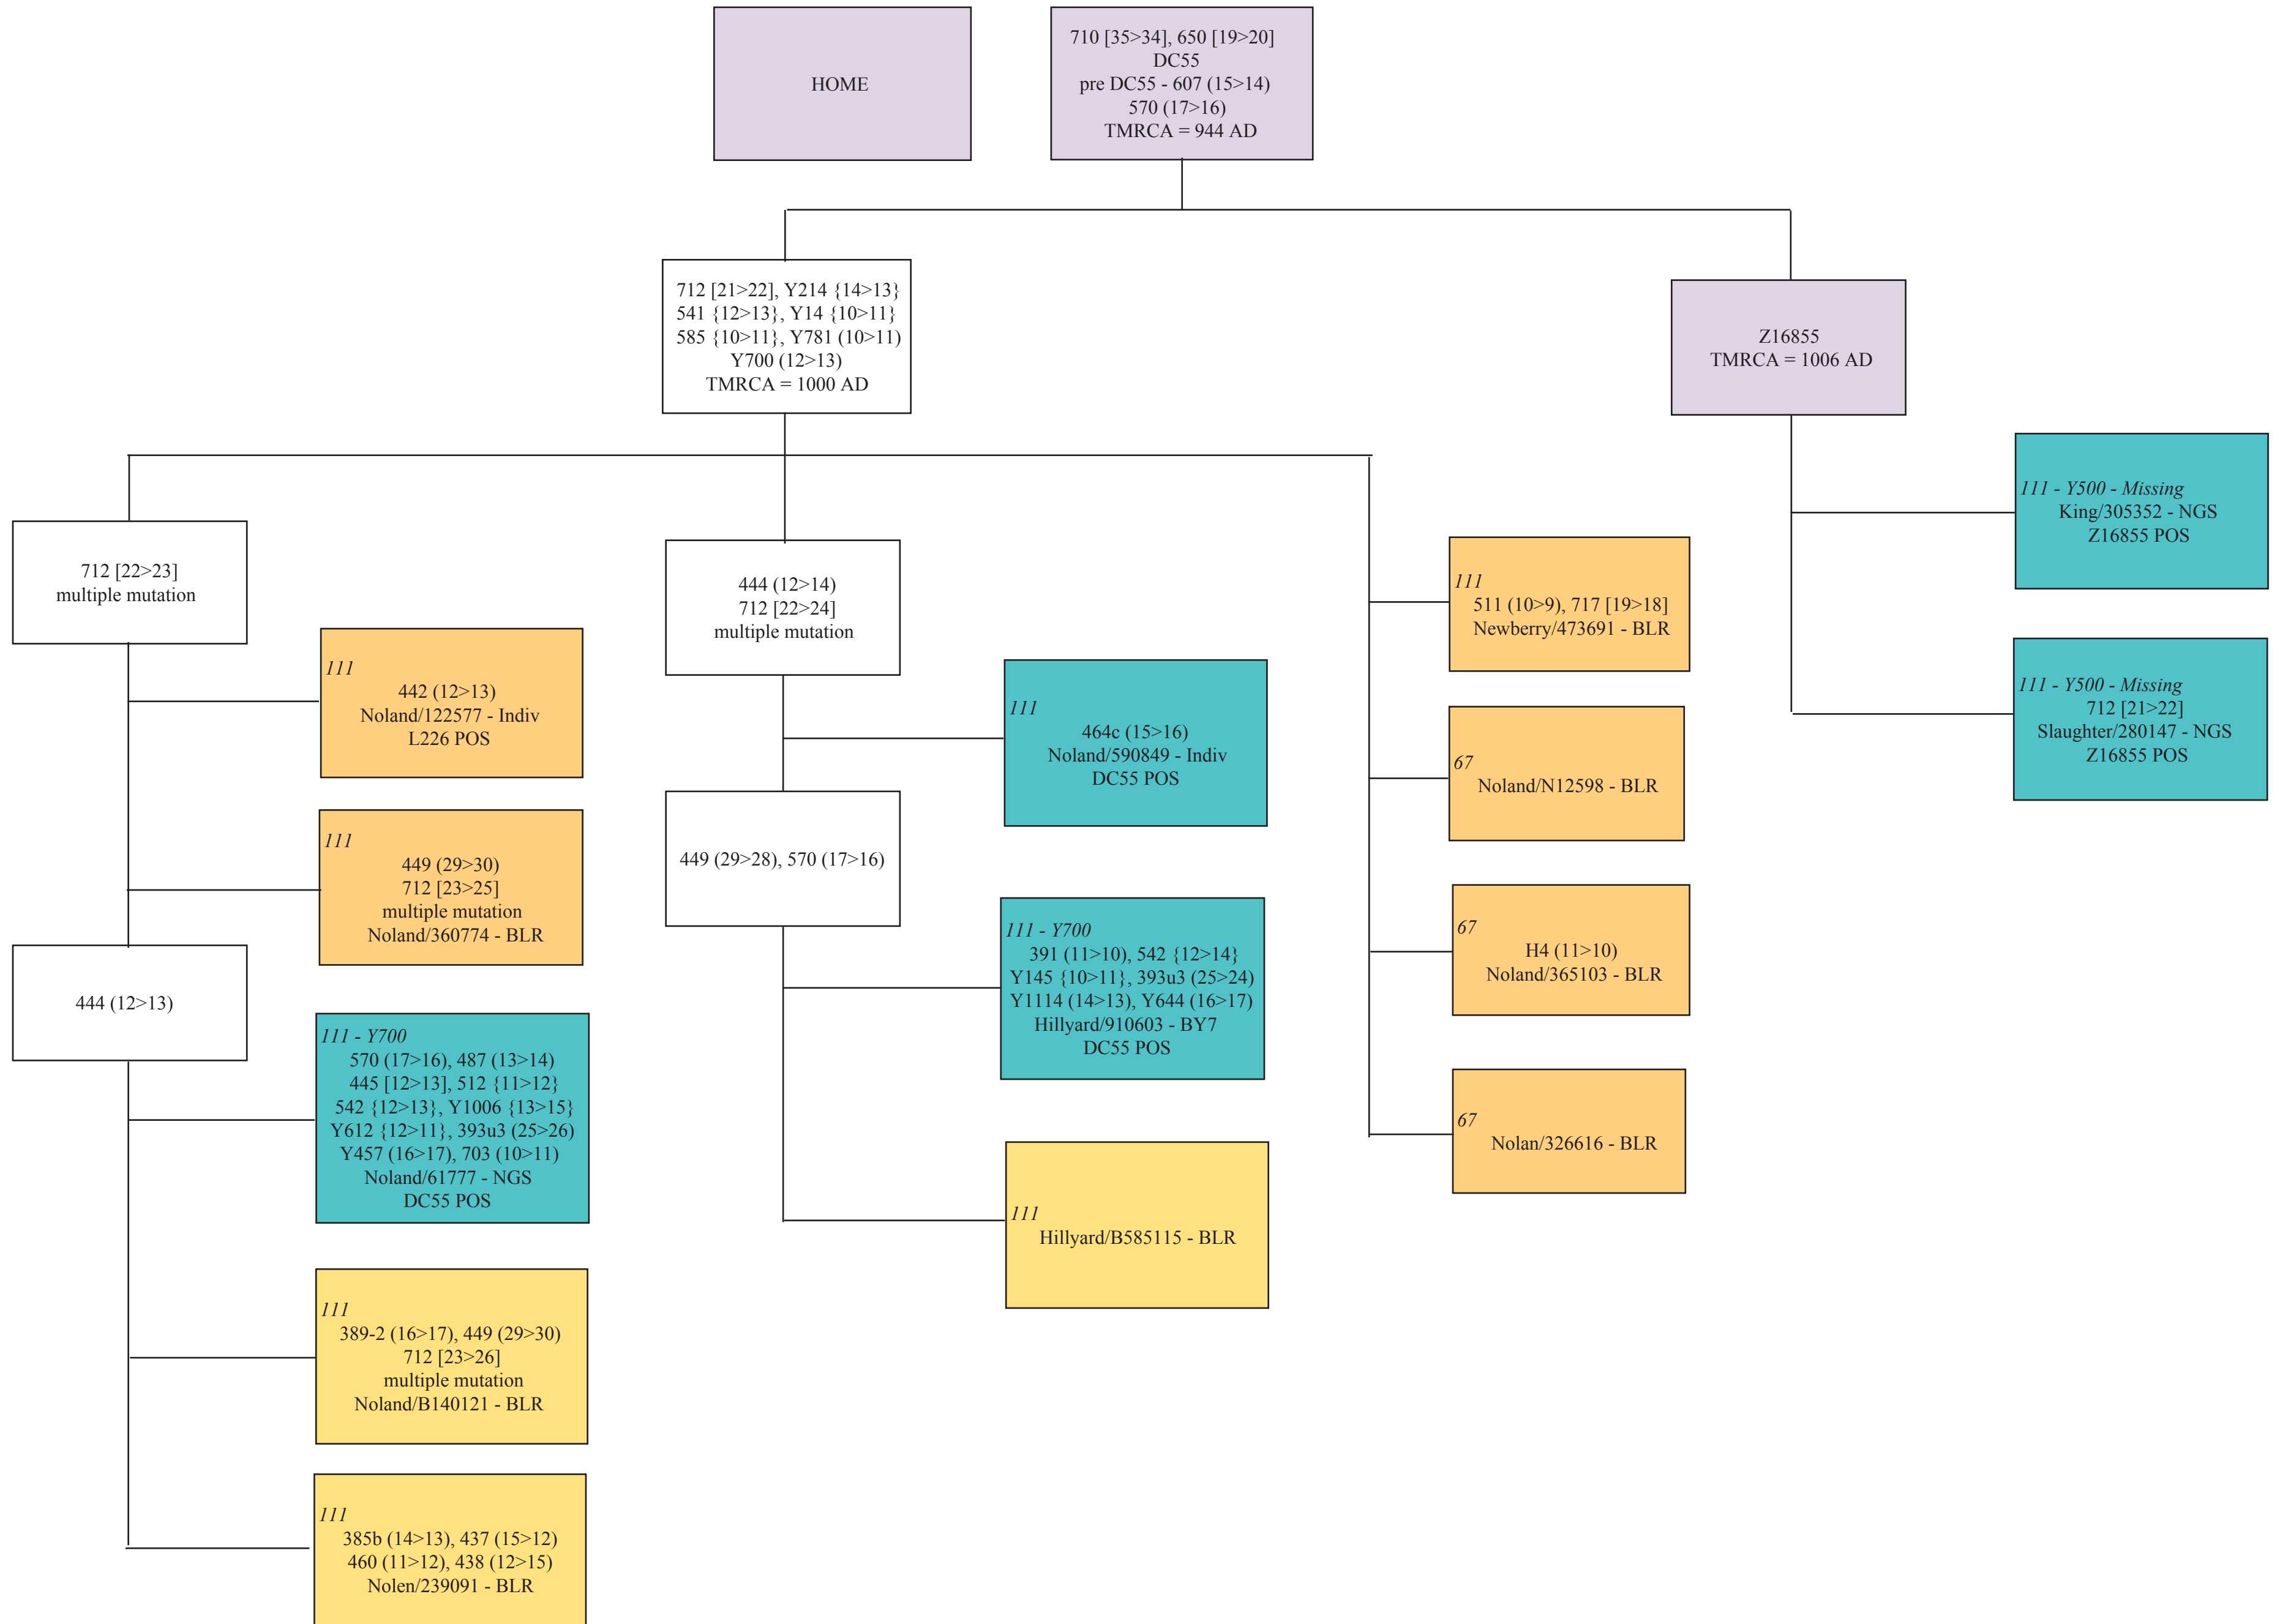 HOME
710 [35>34], 650 [19>20]
DC55
pre DC55 - 607 (15>14)
570 (17>16)
TMRCA = 944 AD
712 [21>22], Y214 {14>13}
541 {12>13}, Y14 {10>11}
585 {10>11}, Y781 (10>11)
Y700 (12>13)
TMRCA = 1000 AD
Z16855
TMRCA = 1006 AD
111 - Y500 - Missing
King/305352 - NGS
Z16855 POS
111 - Y500 - Missing
712 [21>22]
Slaughter/280147 - NGS
Z16855 POS
712 [22>23]
multiple mutation
111
442 (12>13)
Noland/122577 - Indiv
L226 POS
111
449 (29>30)
712 [23>25]
multiple mutation
Noland/360774 - BLR
444 (12>13)
111 - Y700
570 (17>16), 487 (13>14)
445 [12>13], 512 {11>12}
542 {12>13}, Y1006 {13>15}
Y612 {12>11}, 393u3 (25>26)
Y457 (16>17), 703 (10>11)
Noland/61777 - NGS
DC55 POS
111
389-2 (16>17), 449 (29>30)
712 [23>26]
multiple mutation
Noland/B140121 - BLR
111
385b (14>13), 437 (15>12)
460 (11>12), 438 (12>15)
Nolen/239091 - BLR
444 (12>14)
712 [22>24]
multiple mutation
111
464c (15>16)
Noland/590849 - Indiv
DC55 POS
449 (29>28), 570 (17>16)
111 - Y700
391 (11>10), 542 {12>14}
Y145 {10>11}, 393u3 (25>24)
Y1114 (14>13), Y644 (16>17)
Hillyard/910603 - BY7
DC55 POS
111
Hillyard/B585115 - BLR
111
511 (10>9), 717 [19>18]
Newberry/473691 - BLR
67
Noland/N12598 - BLR
67
H4 (11>10)
Noland/365103 - BLR
67
Nolan/326616 - BLR